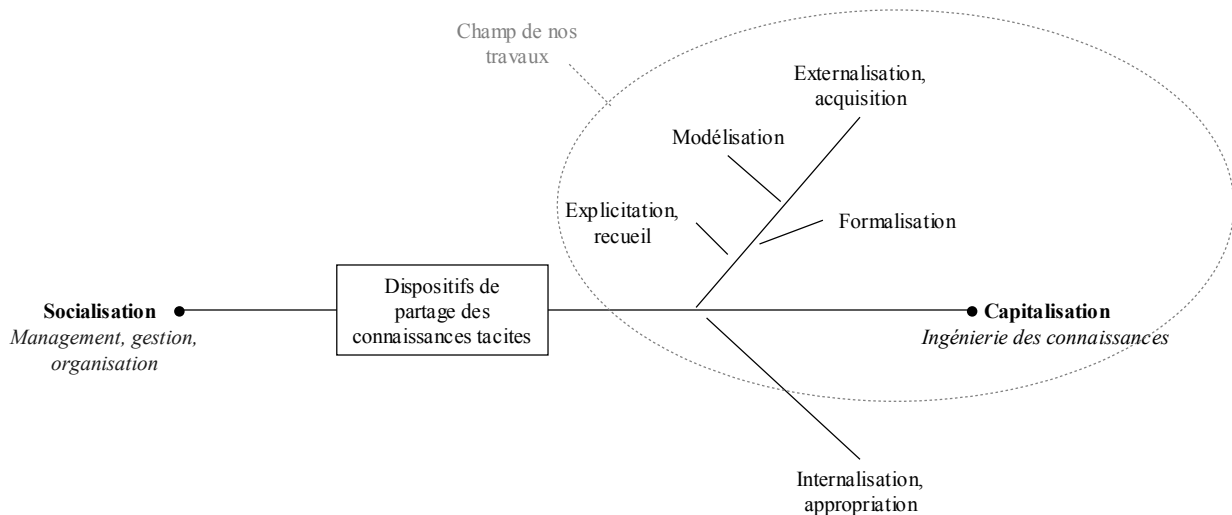 Champ de nos
travaux
Externalisation,
acquisition
Modélisation
Explicitation,
recueil
Formalisation
Dispositifs de
partage des
connaissances tacites
Socialisation
Management, gestion,
organisation
Capitalisation
Ingénierie des connaissances
Internalisation,
appropriation